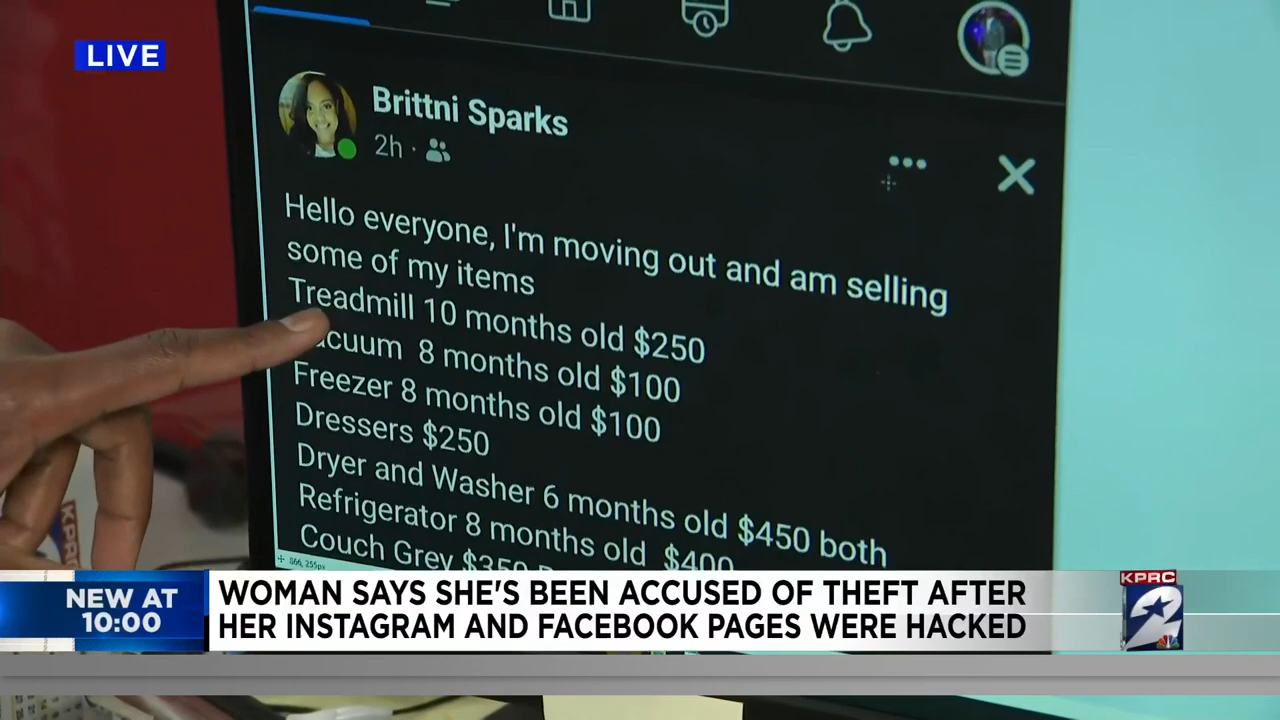 LIVE
Brittni Sparks
2h ·
Hello everyone, I'm moving out and am selling
some of my items
Treadmill 10 months old $250
acuum 8 months old $100
Freezer 8 months old $100
Dressers $250
Dryer and Washer 6 months old $450 both
Refrigerator 8 months old $400
Couch Grey $350
NEW AT
10:00
WOMAN SAYS SHE'S BEEN ACCUSED OF THEFT AFTER
HER INSTAGRAM AND FACEBOOK PAGES WERE HACKED
KPRC
2
KPRC